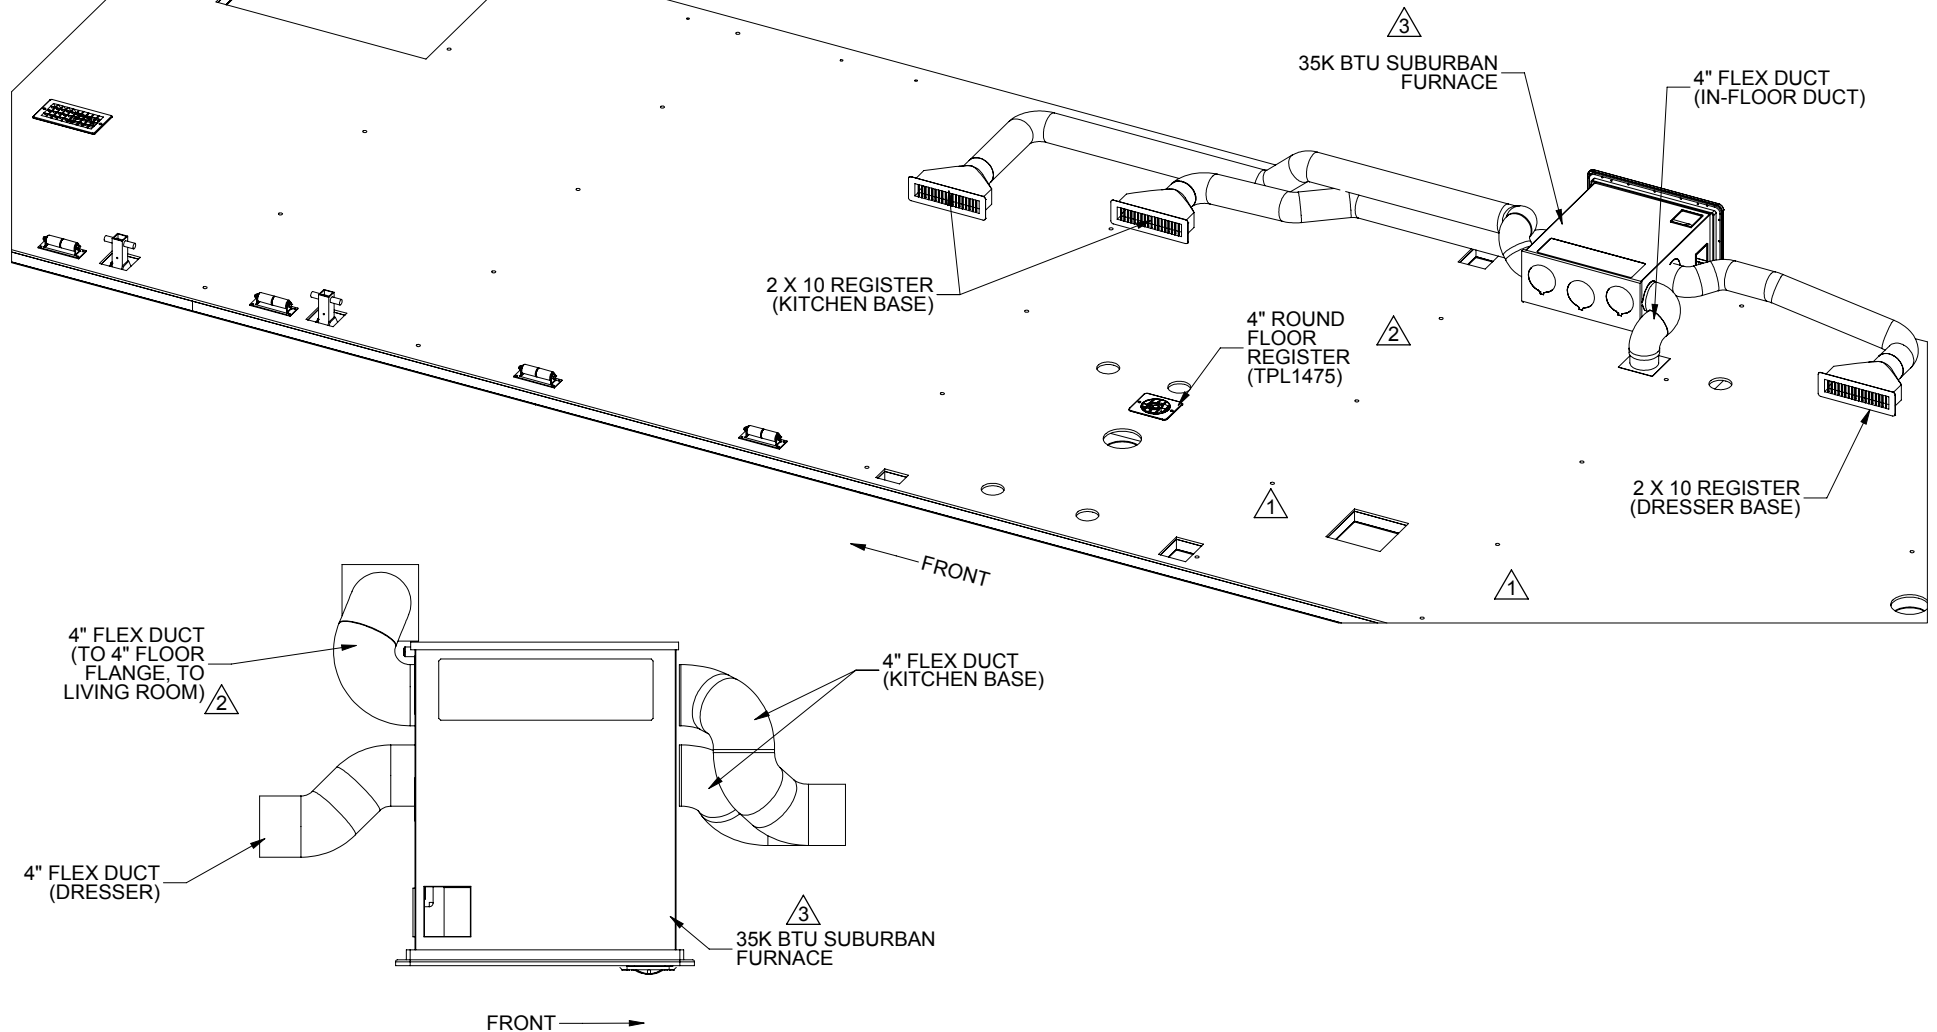 3
35K BTU SUBURBAN
FURNACE
4" FLEX DUCT
(IN-FLOOR DUCT)
2 X 10 REGISTER
(KITCHEN BASE)
4" ROUND
FLOOR
REGISTER
(TPL1475)
2
2 X 10 REGISTER
(DRESSER BASE)
1
1
FRONT
4" FLEX DUCT
(TO 4" FLOOR
FLANGE, TO
LIVING ROOM)
2
4" FLEX DUCT
(KITCHEN BASE)
4" FLEX DUCT
(DRESSER)
3
35K BTU SUBURBAN
FURNACE
FRONT